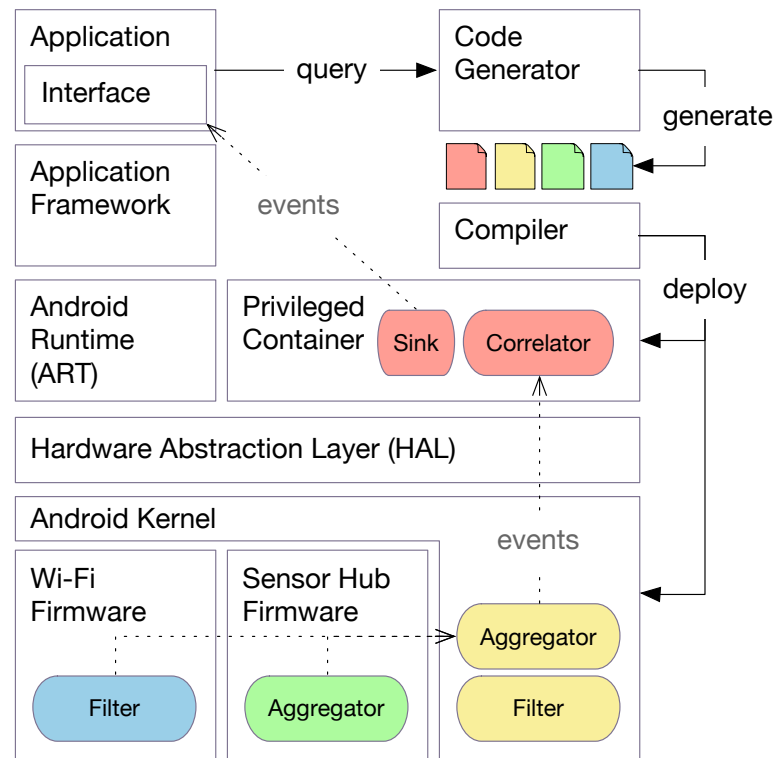 Application
Interface
query
Code
Generator
generate
Application
Framework
events
Compiler
deploy
Android
Runtime
(ART)
Privileged
Container
Sink
Correlator
Hardware Abstraction Layer (HAL)
Android Kernel
events
Wi-Fi
Firmware
Sensor Hub
Firmware
Aggregator
Filter
Aggregator
Filter